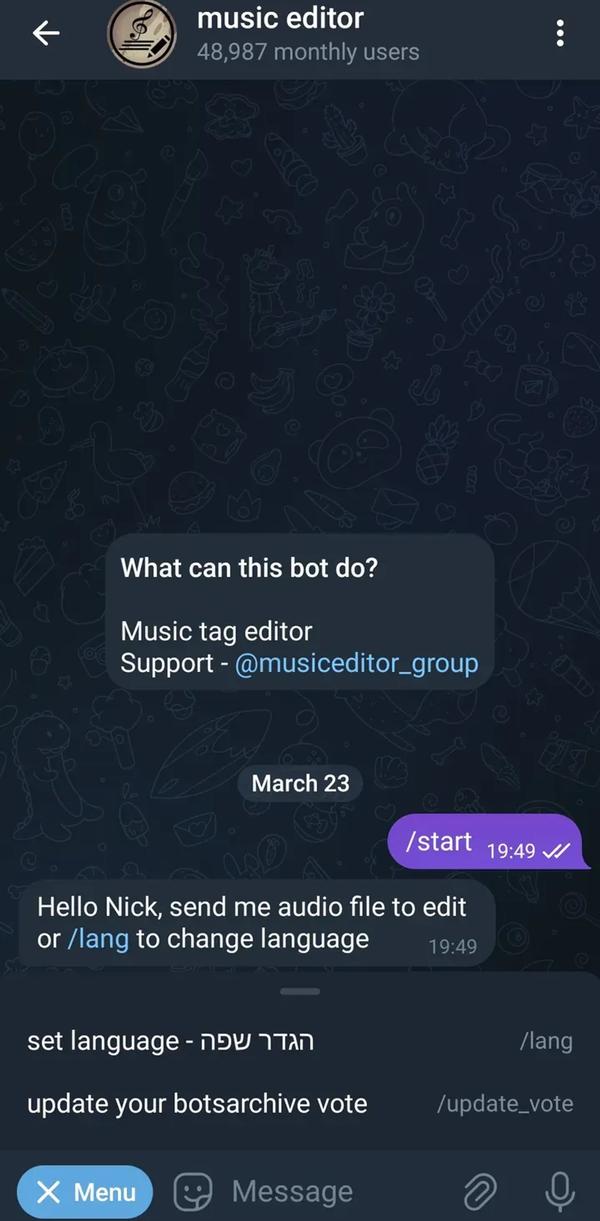 music editor
48,987 monthly users
What can this bot do?
Music tag editor
Support - @musiceditor_group
March 23
/start 19:49
Hello Nick, send me audio file to edit
or /lang to change language 19:49
set language - הגדר שפה /lang
update your botsarchive vote /update_vote
Menu Message